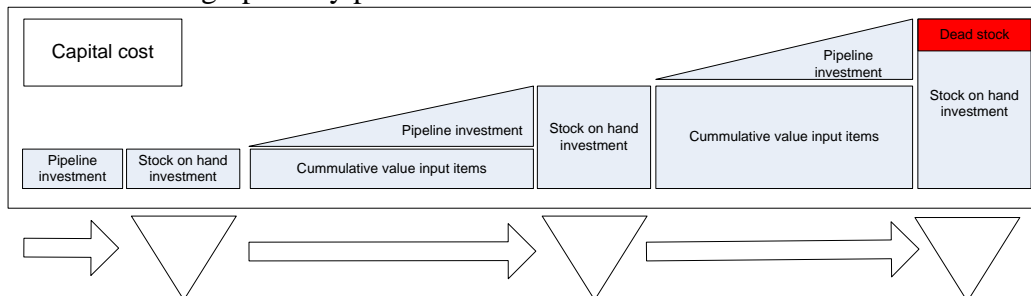 Capital cost
Dead stock
Pipeline
investment
Stock on hand
investment
Pipeline investment
Stock on hand
investment
Cummulative value input items
Pipeline
investment
Stock on hand
investment
Cummulative value input items